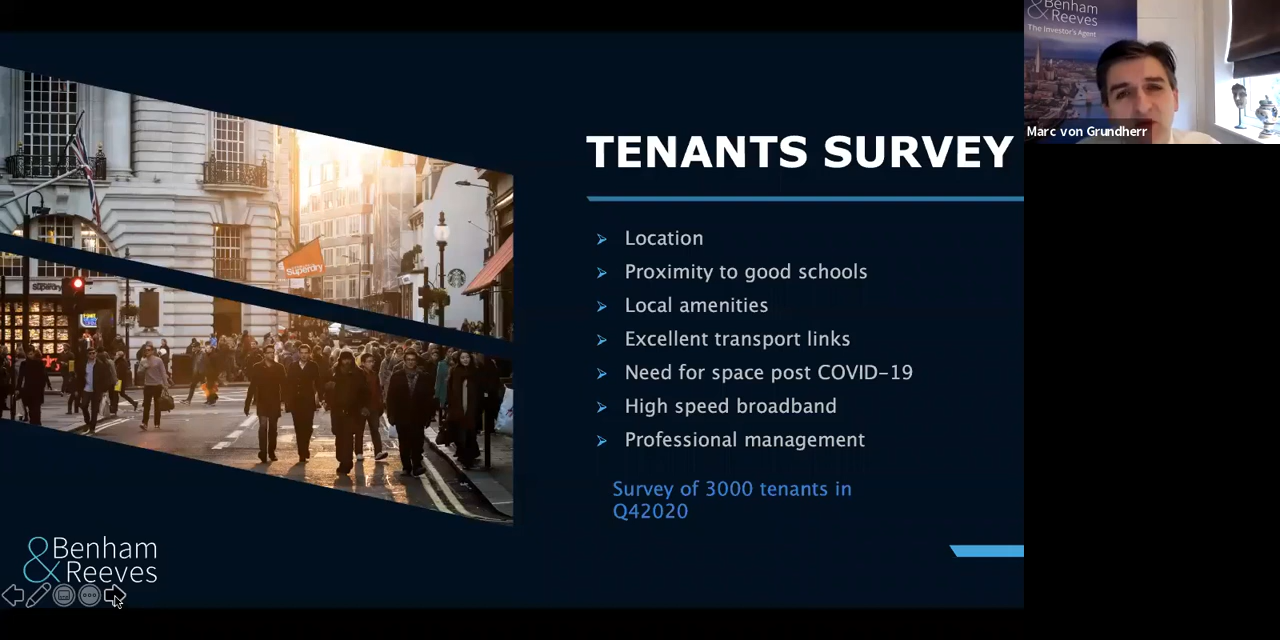 TENANTS SURVEY
Location
Proximity to good schools
Local amenities
Excellent transport links
Need for space post COVID-19
High speed broadband
Professional management
Survey of 3000 tenants in
Q42020
Benham
& Reeves
Superdry
Superdry
Benham
& Reeves
The Investor's Agent
Marc von Grundherr